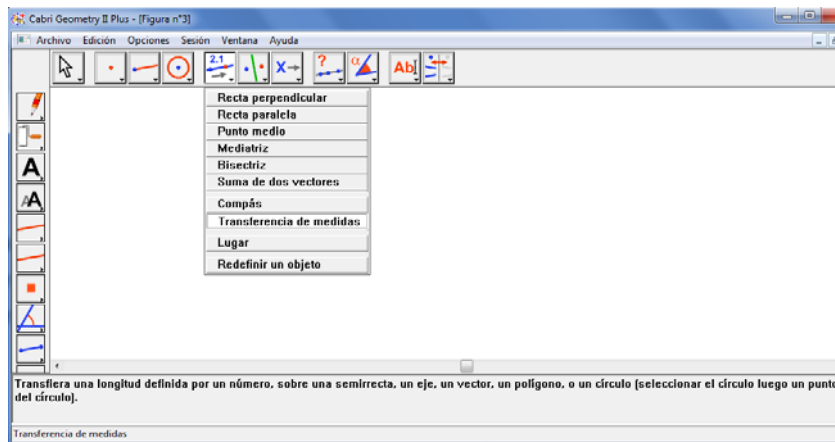 Cabri Geometry II Plus - [Figura n°3]
Archivo Edición Opciones Sesión Ventana Ayuda
2.1 X ? α Ab
Recta perpendicular
Recta paralela
Punto medio
Mediatriz
Bisectriz
Suma de dos vectores
Compás
Transferencia de medidas
Lugar
Redefinir un objeto
A
AA
Transfiera una longitud definida por un número, sobre una semirrecta, un eje, un vector, un polígono, o un círculo (seleccionar el círculo luego un punto
del círculo).
Transferencia de medidas